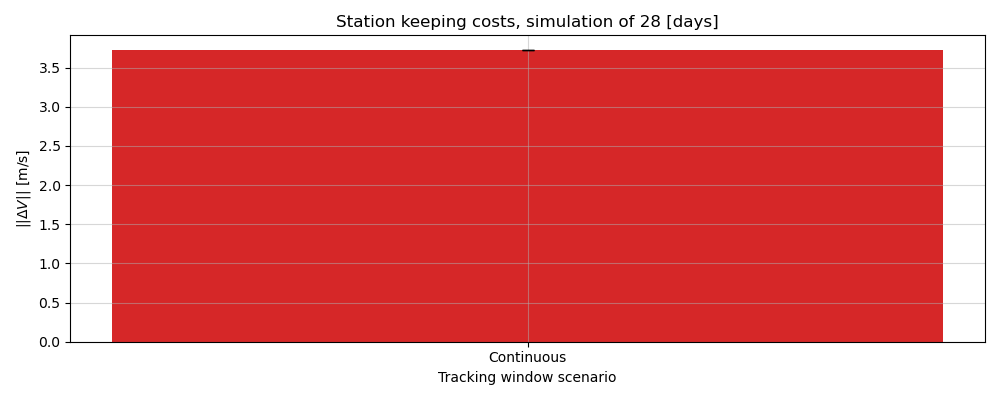 Station keeping costs, simulation of 28 [days]
||ΔV|| [m/s]
3.5
3.0
2.5
2.0
1.5
1.0
0.5
0.0
Continuous
Tracking window scenario